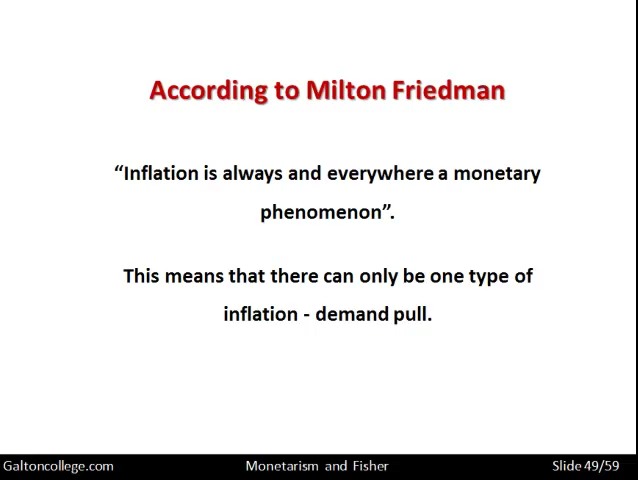 According to Milton Friedman
“Inflation is always and everywhere a monetary
phenomenon”.
This means that there can only be one type of
inflation - demand pull.
Galtoncollege.com Monetarism and Fisher Slide 49/59